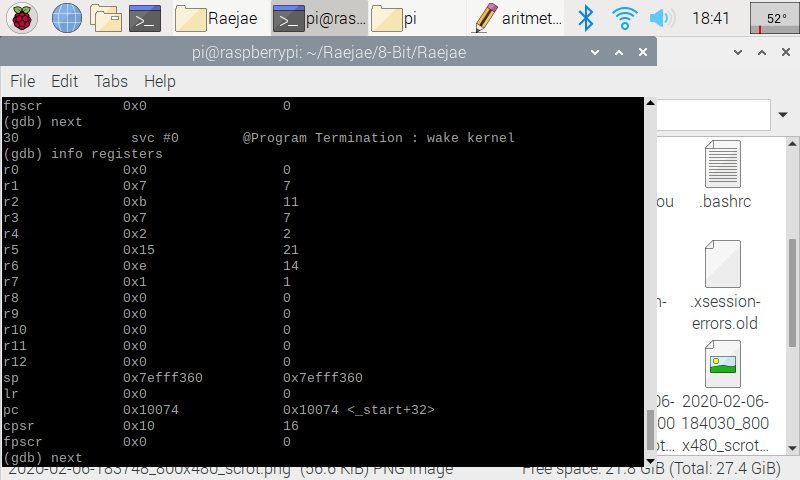 Raejae
pi@ras...
pi
aritmet...
18:41
52°
pi@raspberrypi: ~/Raejae/8-Bit/Raejae
File Edit Tabs Help
fpscr 0x0 0
(gdb) next
30 svc #0 @Program Termination : wake kernel
(gdb) info registers
r0 0x0 0
r1 0x7 7
r2 0xb 11
r3 0x7 7
r4 0x2 2
r5 0x15 21
r6 0xe 14
r7 0x1 1
r8 0x0 0
r9 0x0 0
r10 0x0 0
r11 0x0 0
r12 0x0 0
sp 0x7efff360 0x7efff360
lr 0x0 0
pc 0x10074 0x10074 <_start+32>
cpsr 0x10 16
fpscr 0x0 0
(gdb) next
ou
.bashrc
n-
.xsession-
errors.old
06-
00
ot...
2020-02-06-
184030_800
x480_scrot...
2020-02-06-183748_800x480_scrot.png (56.6 KiB) PNG image
Free space: 21.8 GiB (Total: 27.4 GiB)